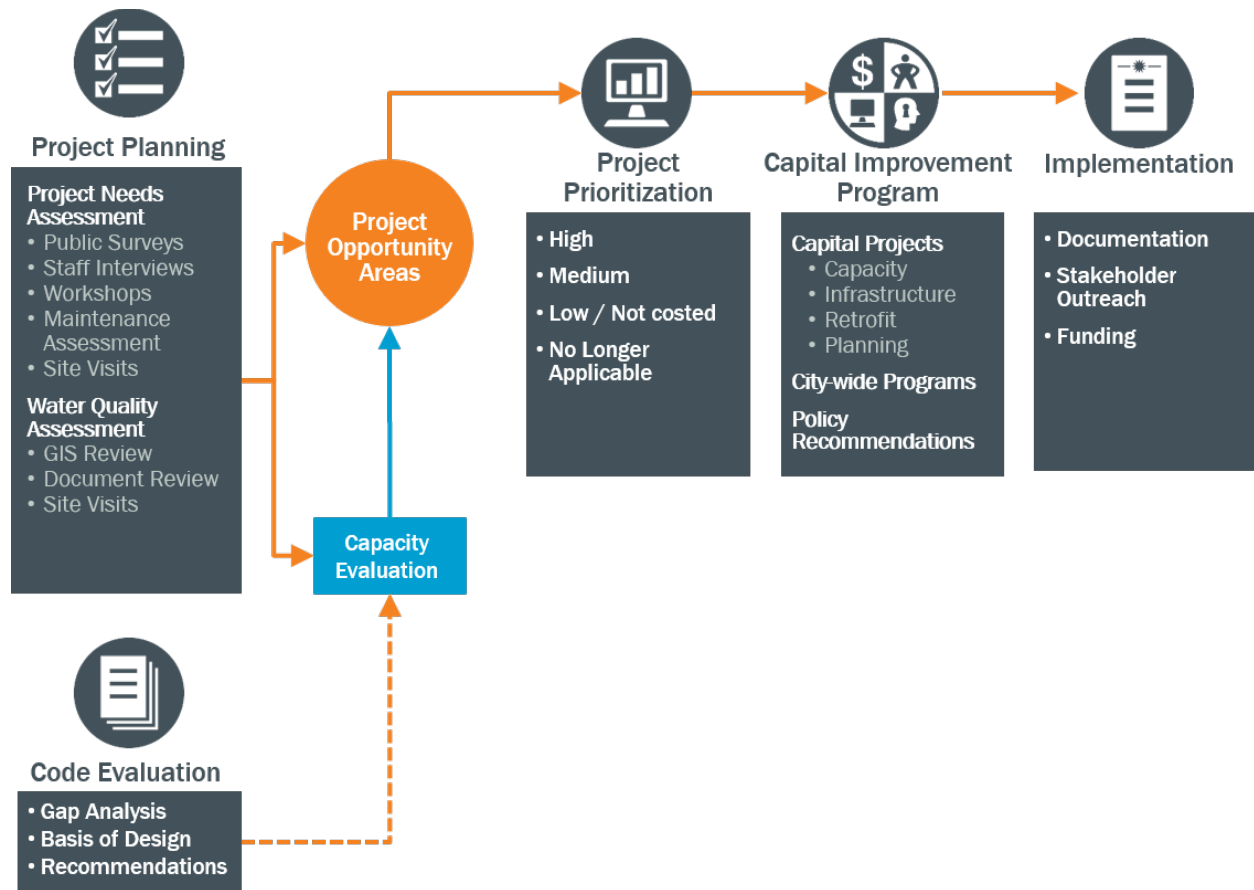 Project Planning
Project Needs
Assessment
• Public Surveys
• Staff Interviews
• Workshops
• Maintenance
Assessment
• Site Visits
Water Quality
Assessment
• GIS Review
• Document Review
• Site Visits
Code Evaluation
• Gap Analysis
• Basis of Design
• Recommendations
Project
Opportunity
Areas
Capacity
Evaluation
Project
Prioritization
• High
• Medium
• Low / Not costed
• No Longer
Applicable
$
Capital Improvement
Program
Capital Projects
• Capacity
• Infrastructure
• Retrofit
• Planning
City-wide Programs
Policy
Recommendations
Implementation
• Documentation
• Stakeholder
Outreach
• Funding